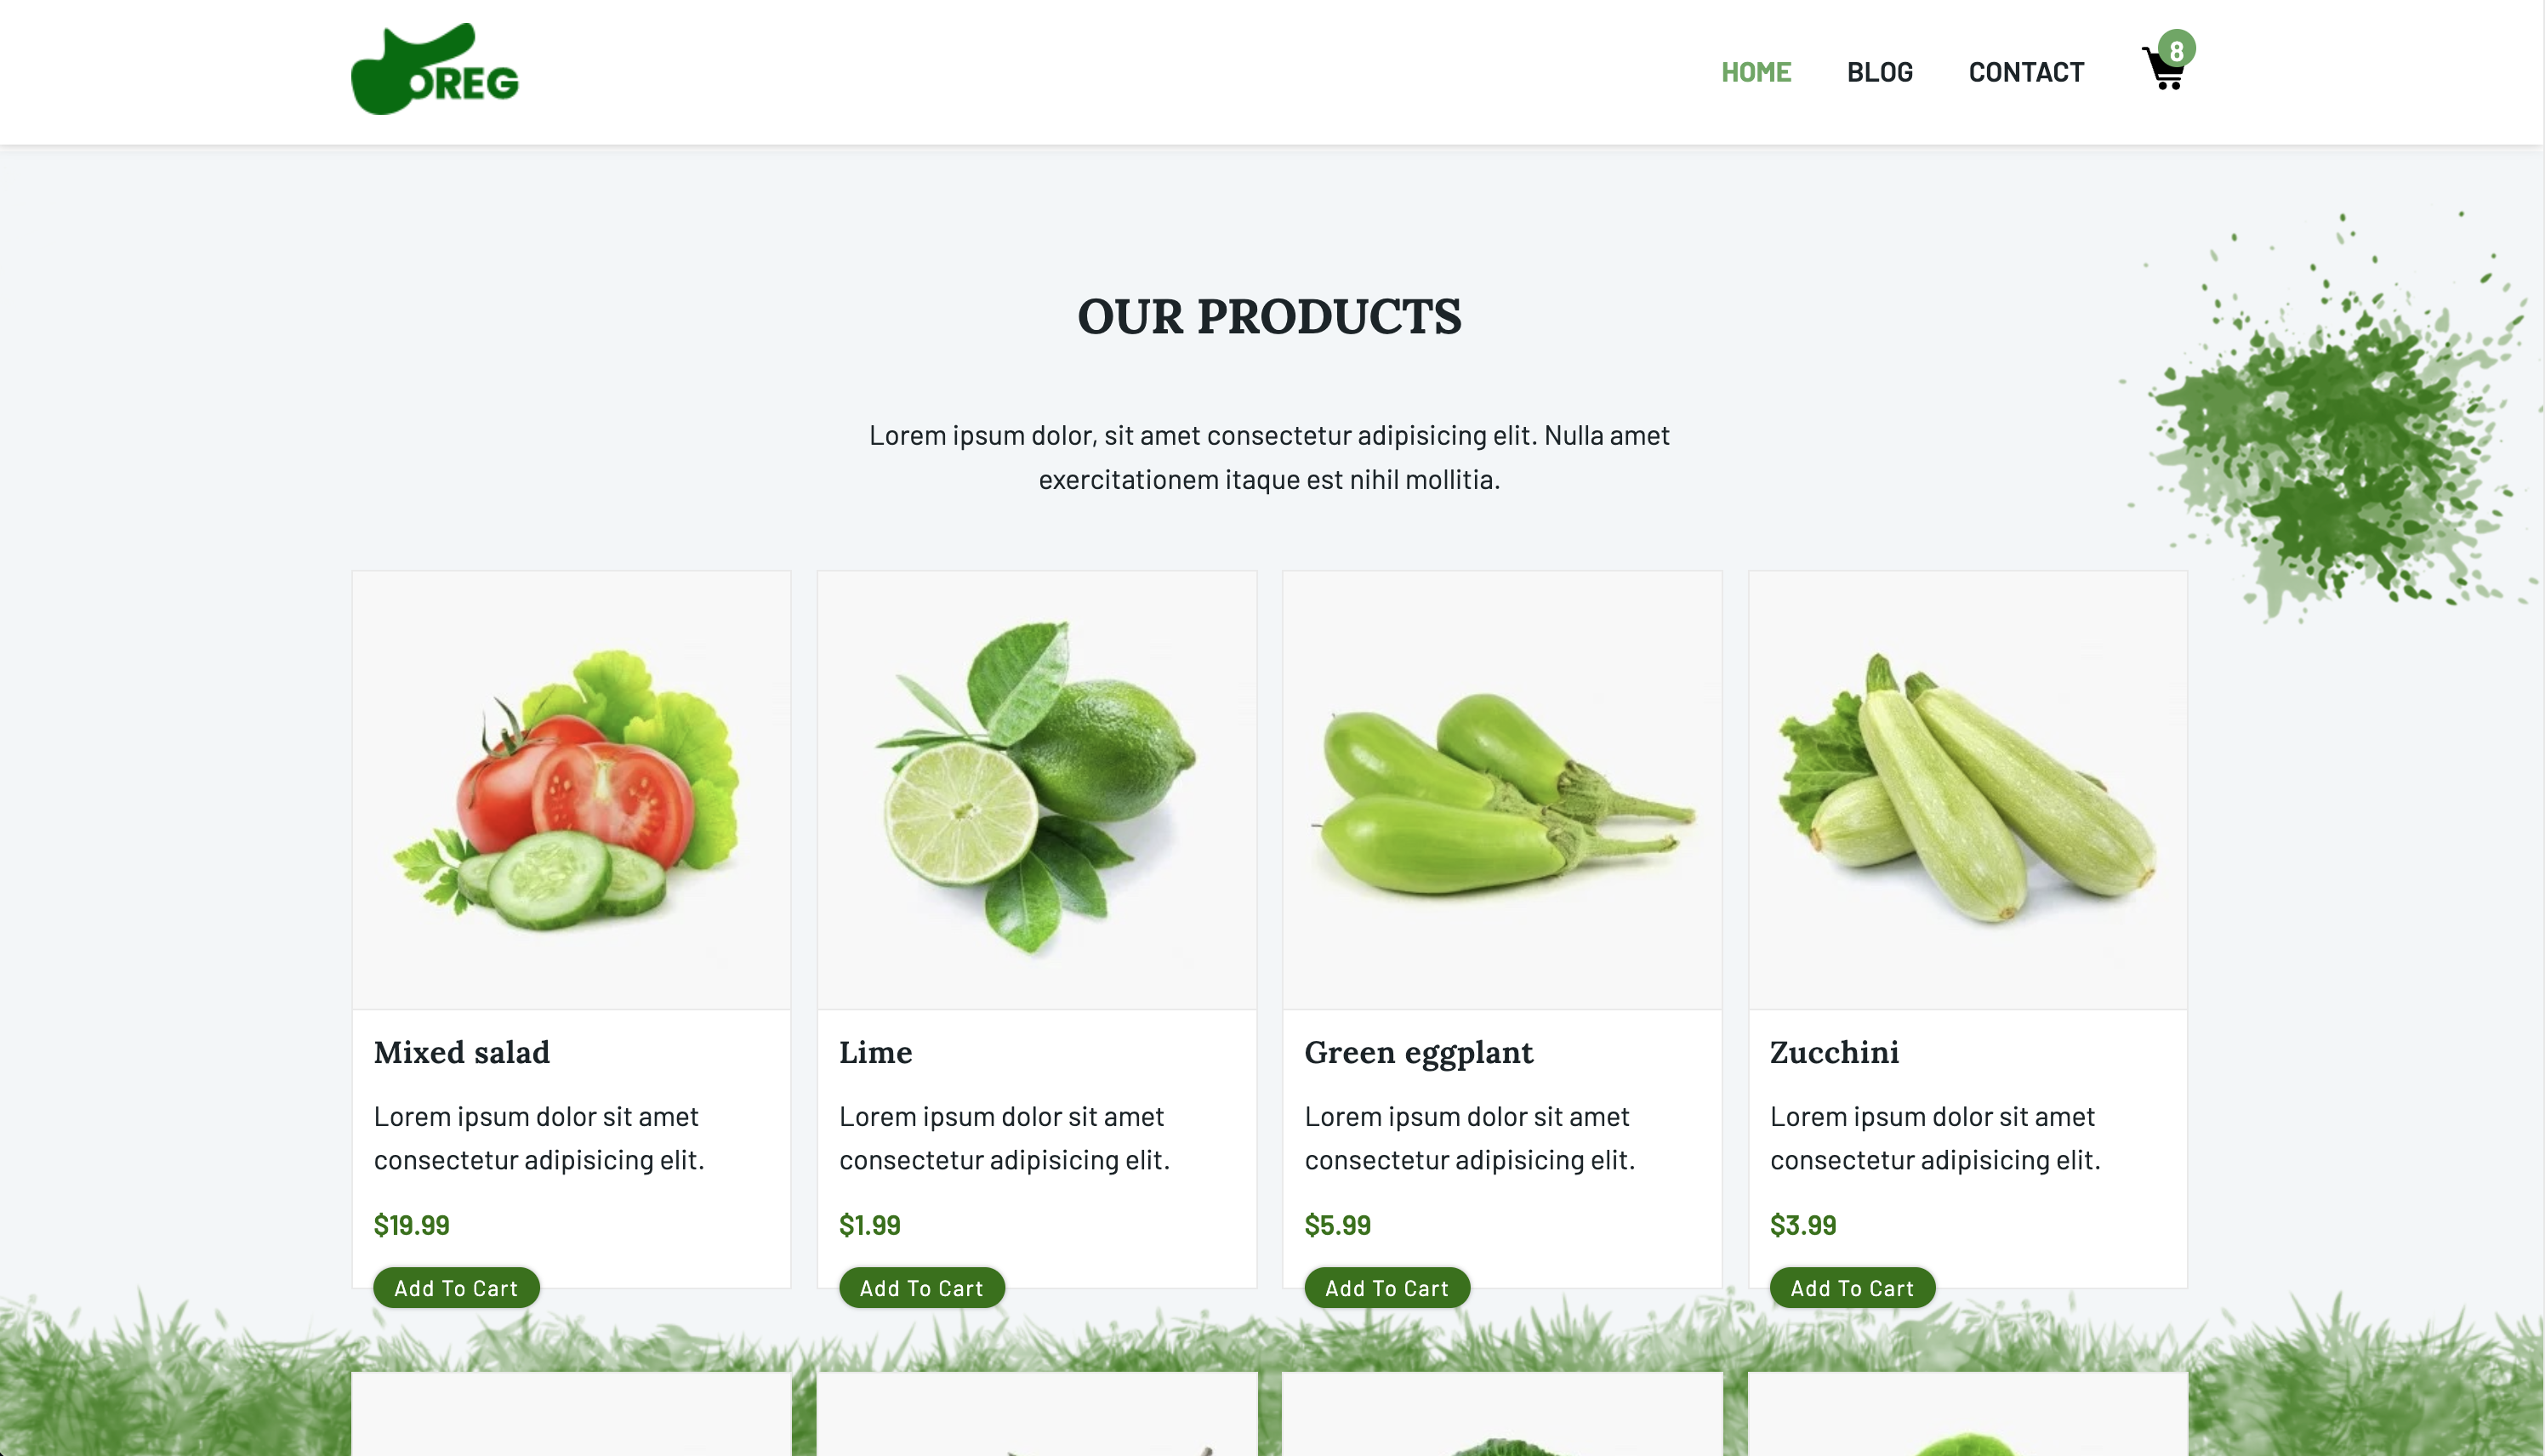 OREG
HOME BLOG CONTACT 8
OUR PRODUCTS
Lorem ipsum dolor, sit amet consectetur adipisicing elit. Nulla amet
exercitationem itaque est nihil mollitia.
Mixed salad
Lorem ipsum dolor sit amet
consectetur adipisicing elit.
$19.99
Add To Cart
Lime
Lorem ipsum dolor sit amet
consectetur adipisicing elit.
$1.99
Add To Cart
Green eggplant
Lorem ipsum dolor sit amet
consectetur adipisicing elit.
$5.99
Add To Cart
Zucchini
Lorem ipsum dolor sit amet
consectetur adipisicing elit.
$3.99
Add To Cart